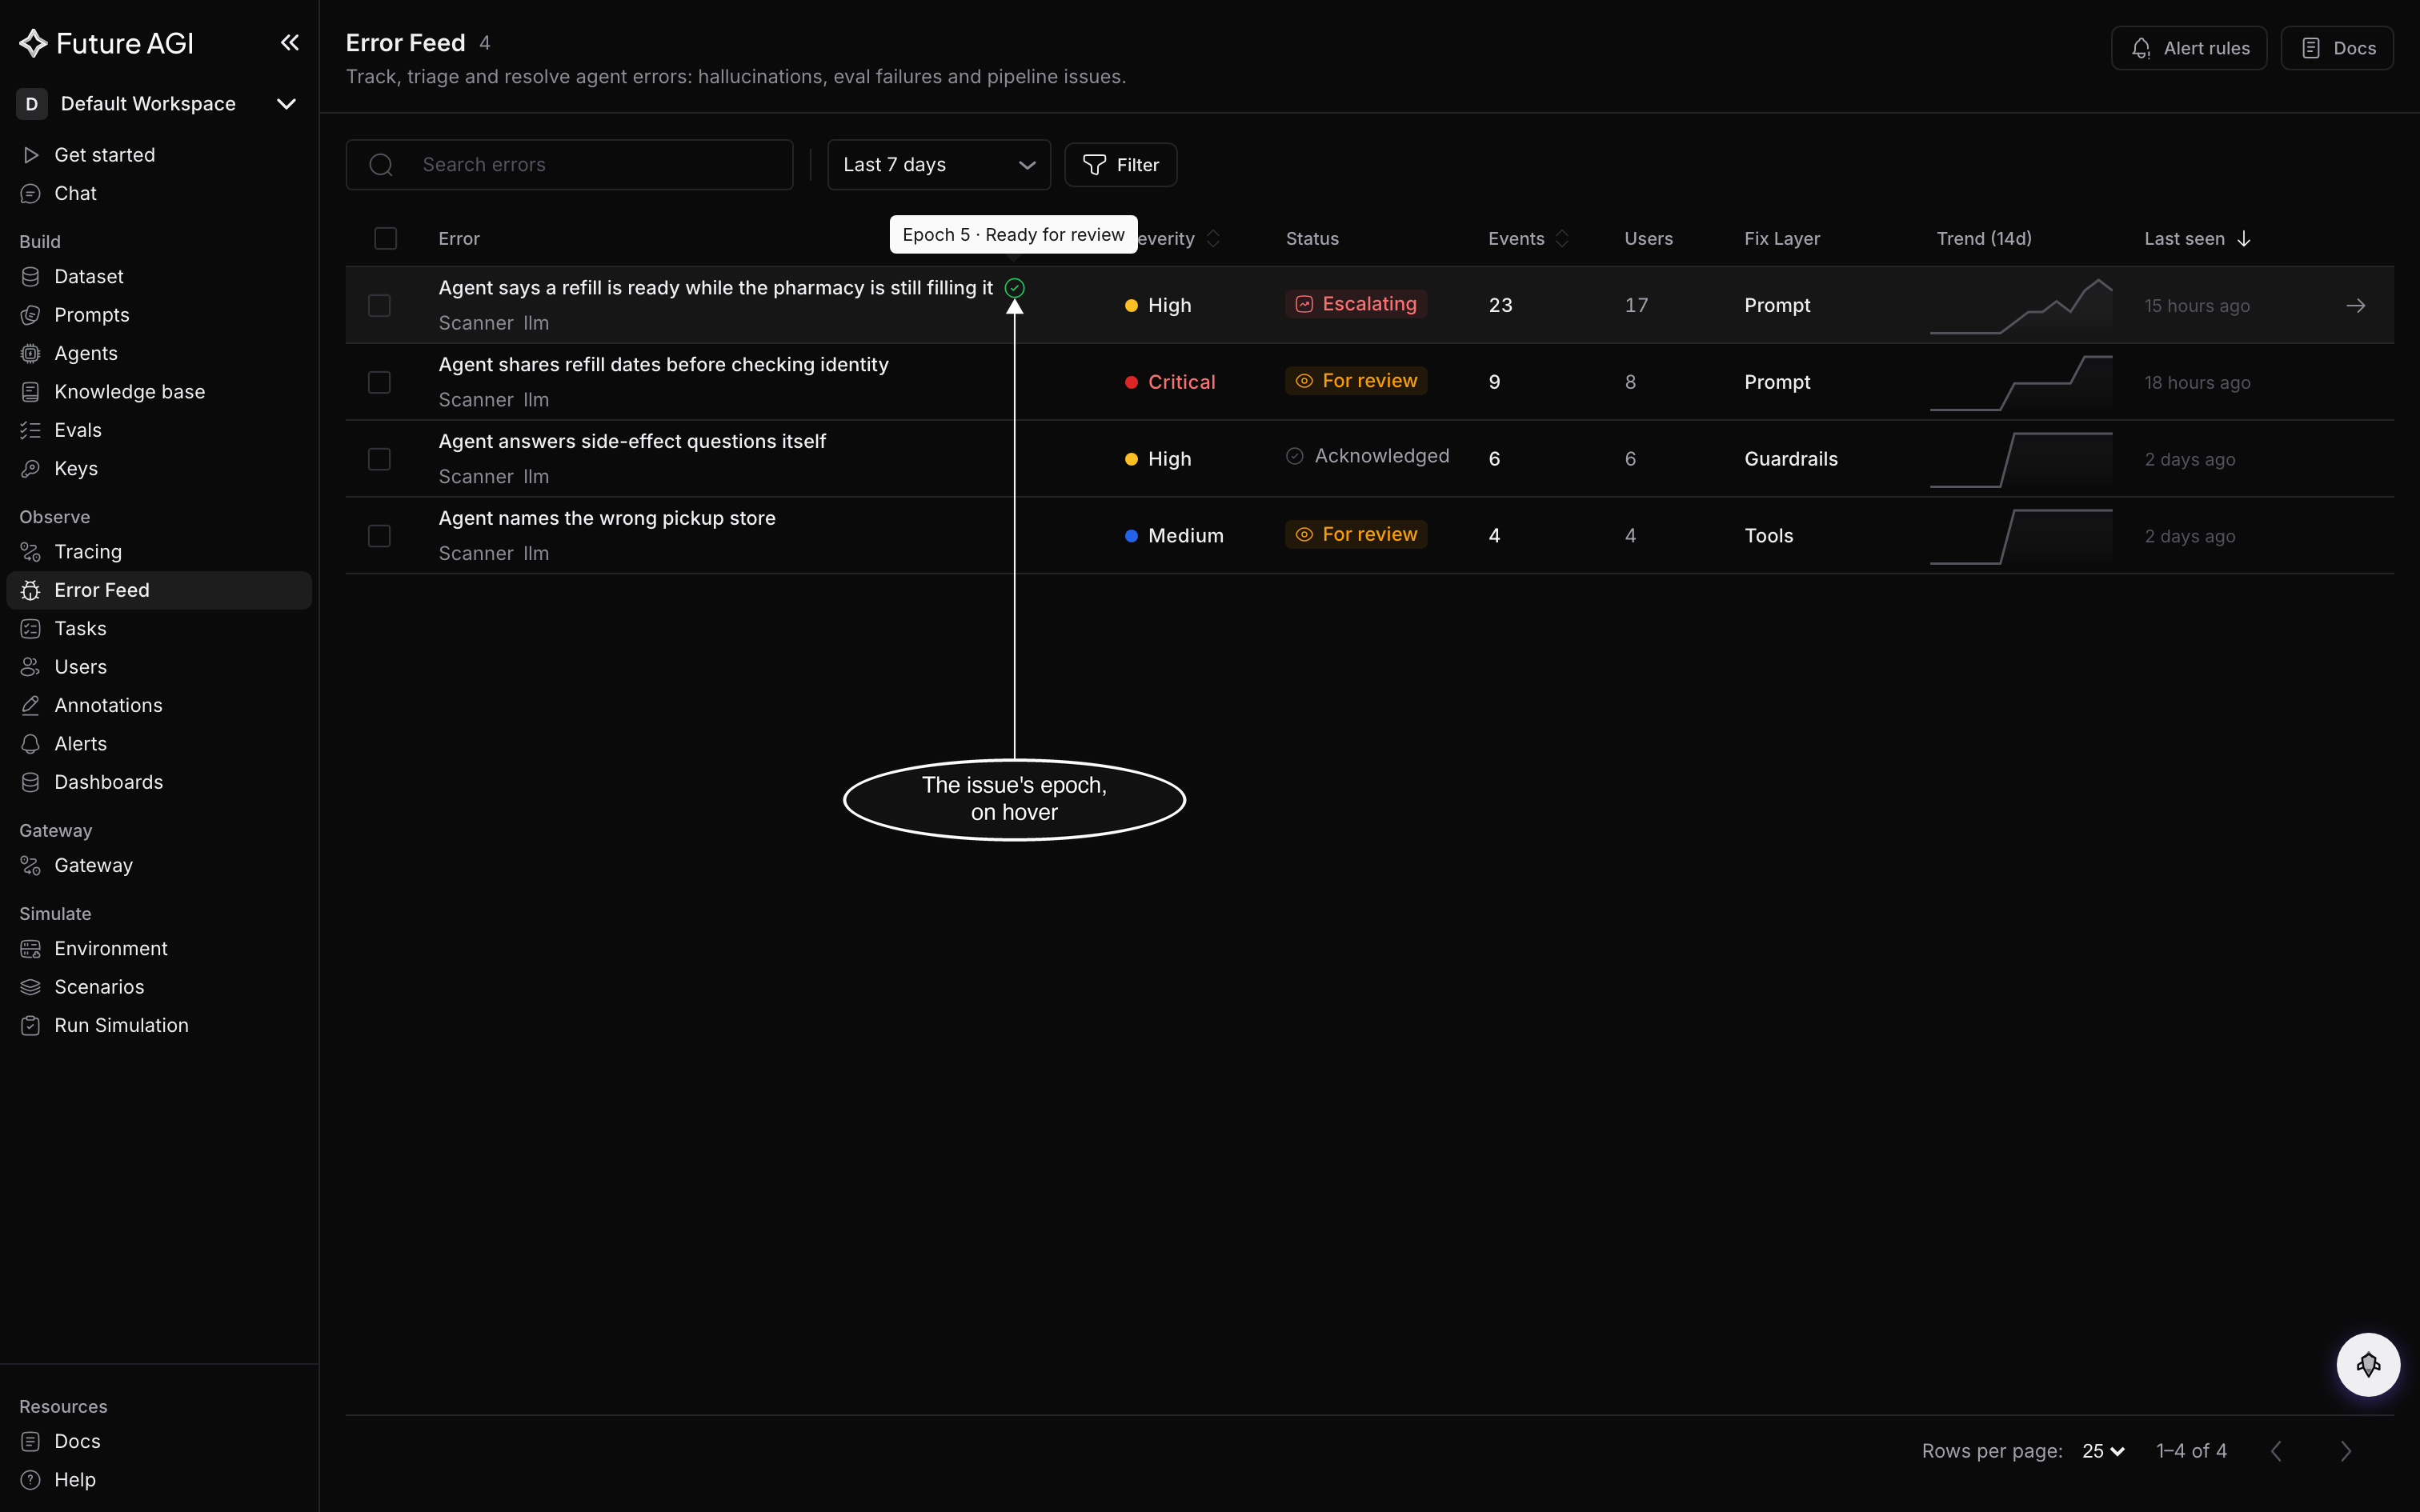 Future AGI
D Default Workspace
Get started
Chat
Build
Dataset
Prompts
Agents
Knowledge base
Evals
Keys
Observe
Tracing
Error Feed
Tasks
Users
Annotations
Alerts
Dashboards
Gateway
Gateway
Simulate
Environment
Scenarios
Run Simulation
Resources
Docs
Help
Error Feed 4
Track, triage and resolve agent errors: hallucinations, eval failures and pipeline issues.
Alert rules
Docs
Search errors
Last 7 days
Filter
Epoch 5 · Ready for review
Error everity Status Events Users Fix Layer Trend (14d) Last seen
Agent says a refill is ready while the pharmacy is still filling it
Scanner llm
High Escalating 23 17 Prompt 15 hours ago
Agent shares refill dates before checking identity
Scanner llm
Critical For review 9 8 Prompt 18 hours ago
Agent answers side-effect questions itself
Scanner llm
High Acknowledged 6 6 Guardrails 2 days ago
Agent names the wrong pickup store
Scanner llm
Medium For review 4 4 Tools 2 days ago
The issue's epoch,
on hover
Rows per page: 25 1–4 of 4